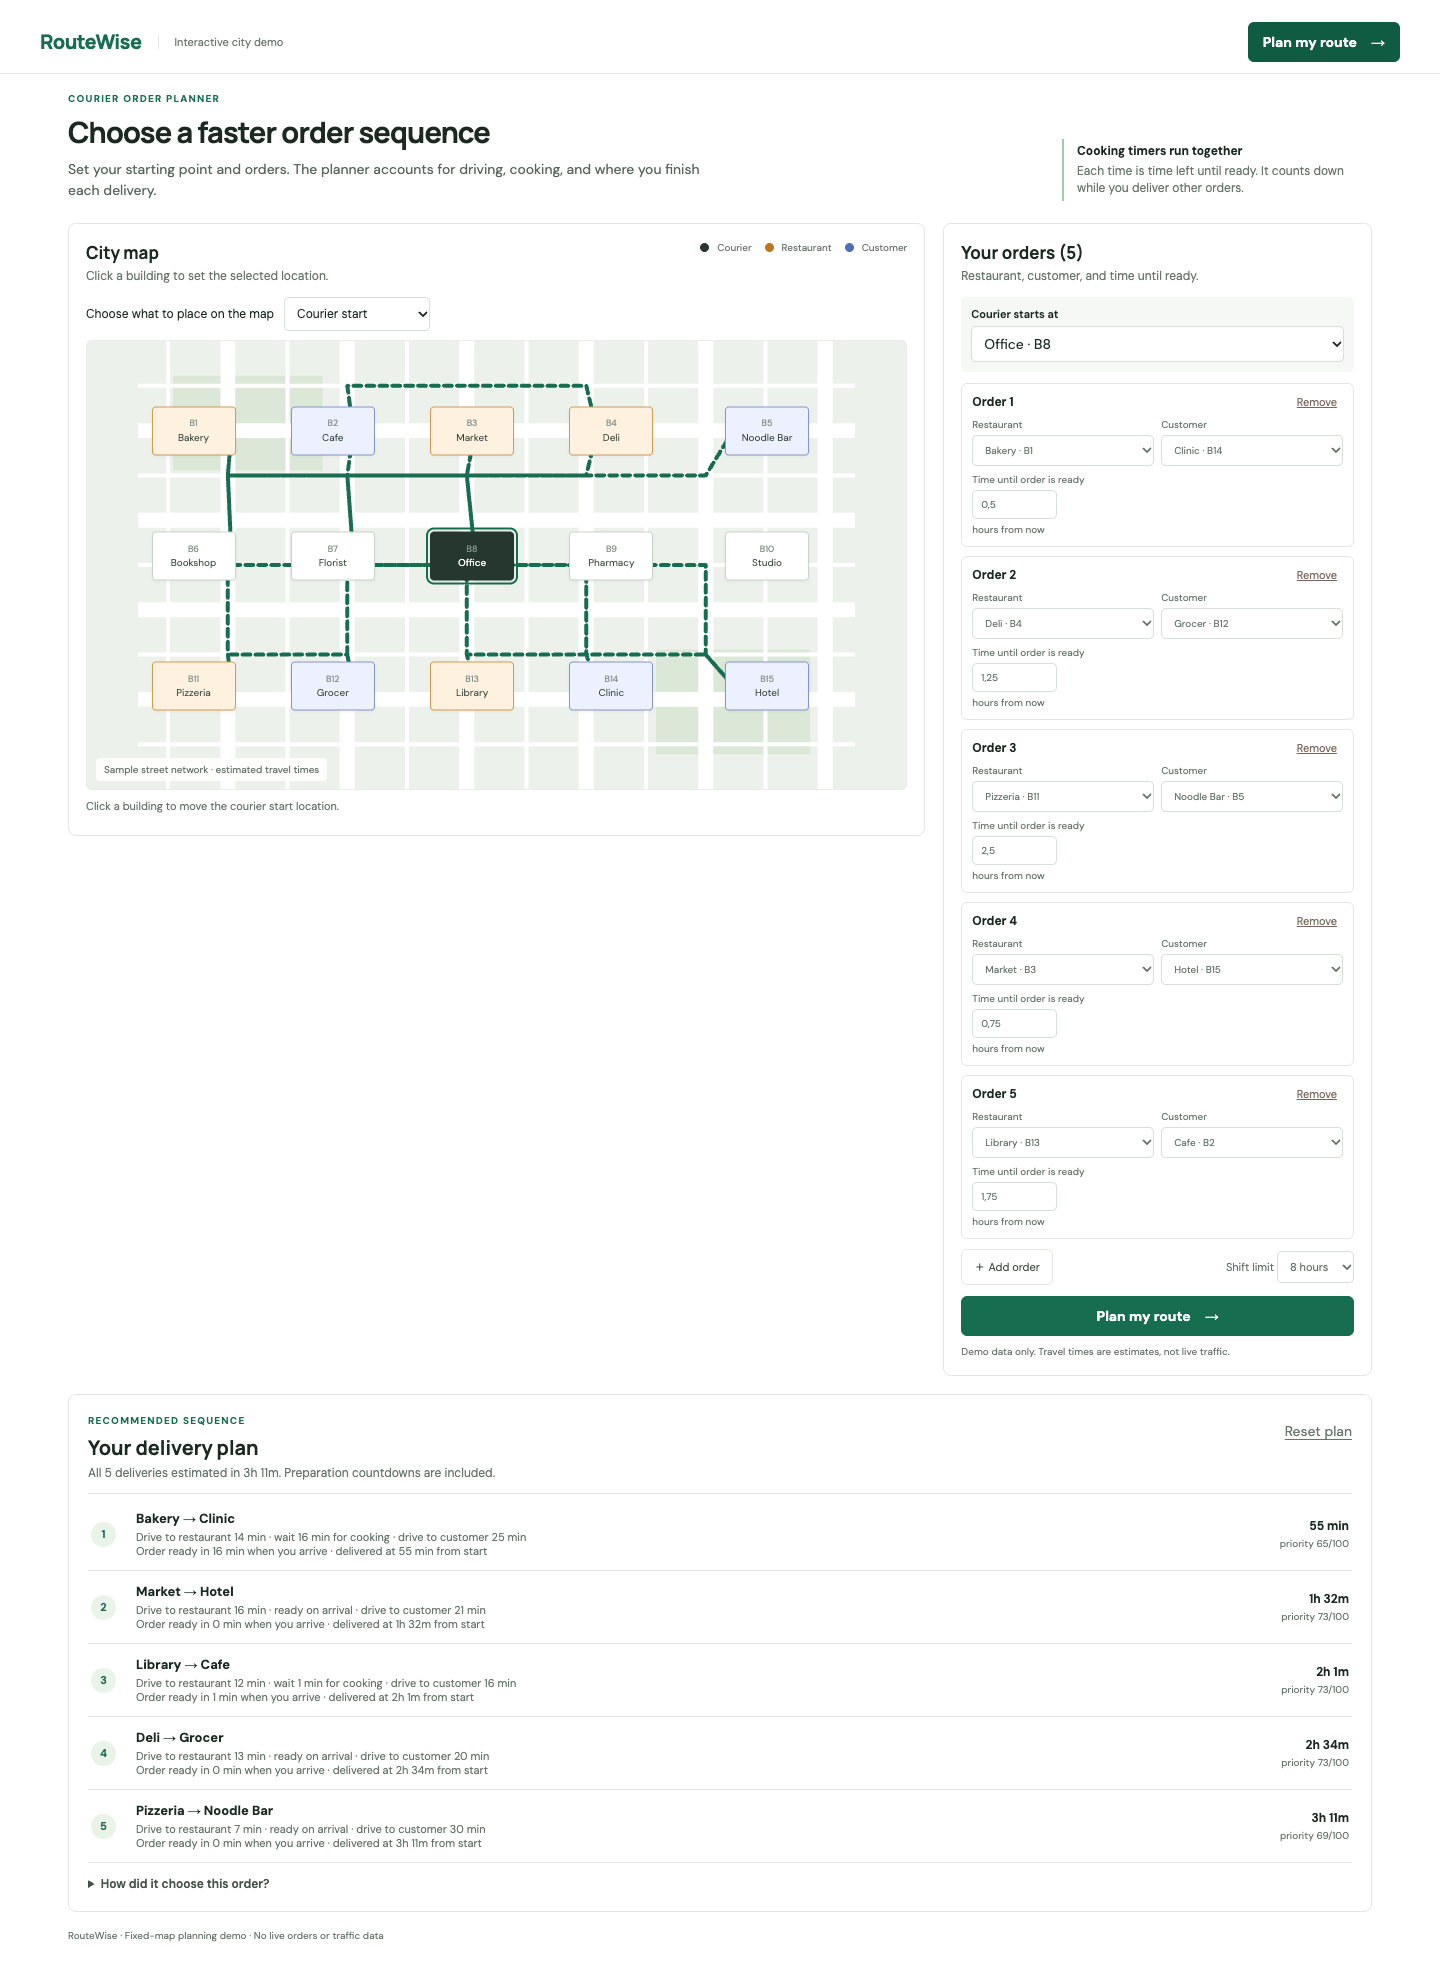 RouteWise
Interactive city demo
Plan my route →
COURIER ORDER PLANNER
Choose a faster order sequence
Set your starting point and orders. The planner accounts for driving, cooking, and where you finish
each delivery.
Cooking timers run together
Each time is time left until ready. It counts down
while you deliver other orders.
City map
Click a building to set the selected location.
Courier
Restaurant
Customer
Choose what to place on the map
Courier start
B1
Bakery
B2
Cafe
B3
Market
B4
Deli
B5
Noodle Bar
B6
Bookshop
B7
Florist
B8
Office
B9
Pharmacy
B10
Studio
B11
Pizzeria
B12
Grocer
B13
Library
B14
Clinic
B15
Hotel
Sample street network · estimated travel times
Click a building to move the courier start location.
Your orders (5)
Restaurant, customer, and time until ready.
Courier starts at
Office · B8
Order 1
Remove
Restaurant
Customer
Bakery · B1
Clinic · B14
Time until order is ready
0,5
hours from now
Order 2
Remove
Restaurant
Customer
Deli · B4
Grocer · B12
Time until order is ready
1,25
hours from now
Order 3
Remove
Restaurant
Customer
Pizzeria · B11
Noodle Bar · B5
Time until order is ready
2,5
hours from now
Order 4
Remove
Restaurant
Customer
Market · B3
Hotel · B15
Time until order is ready
0,75
hours from now
Order 5
Remove
Restaurant
Customer
Library · B13
Cafe · B2
Time until order is ready
1,75
hours from now
+ Add order
Shift limit
8 hours
Plan my route →
Demo data only. Travel times are estimates, not live traffic.
RECOMMENDED SEQUENCE
Your delivery plan
Reset plan
All 5 deliveries estimated in 3h 11m. Preparation countdowns are included.
1
Bakery → Clinic
Drive to restaurant 14 min · wait 16 min for cooking · drive to customer 25 min
Order ready in 16 min when you arrive · delivered at 55 min from start
55 min
priority 65/100
2
Market → Hotel
Drive to restaurant 16 min · ready on arrival · drive to customer 21 min
Order ready in 0 min when you arrive · delivered at 1h 32m from start
1h 32m
priority 73/100
3
Library → Cafe
Drive to restaurant 12 min · wait 1 min for cooking · drive to customer 16 min
Order ready in 1 min when you arrive · delivered at 2h 1m from start
2h 1m
priority 73/100
4
Deli → Grocer
Drive to restaurant 13 min · ready on arrival · drive to customer 20 min
Order ready in 0 min when you arrive · delivered at 2h 34m from start
2h 34m
priority 73/100
5
Pizzeria → Noodle Bar
Drive to restaurant 7 min · ready on arrival · drive to customer 30 min
Order ready in 0 min when you arrive · delivered at 3h 11m from start
3h 11m
priority 69/100
How did it choose this order?
RouteWise · Fixed-map planning demo · No live orders or traffic data